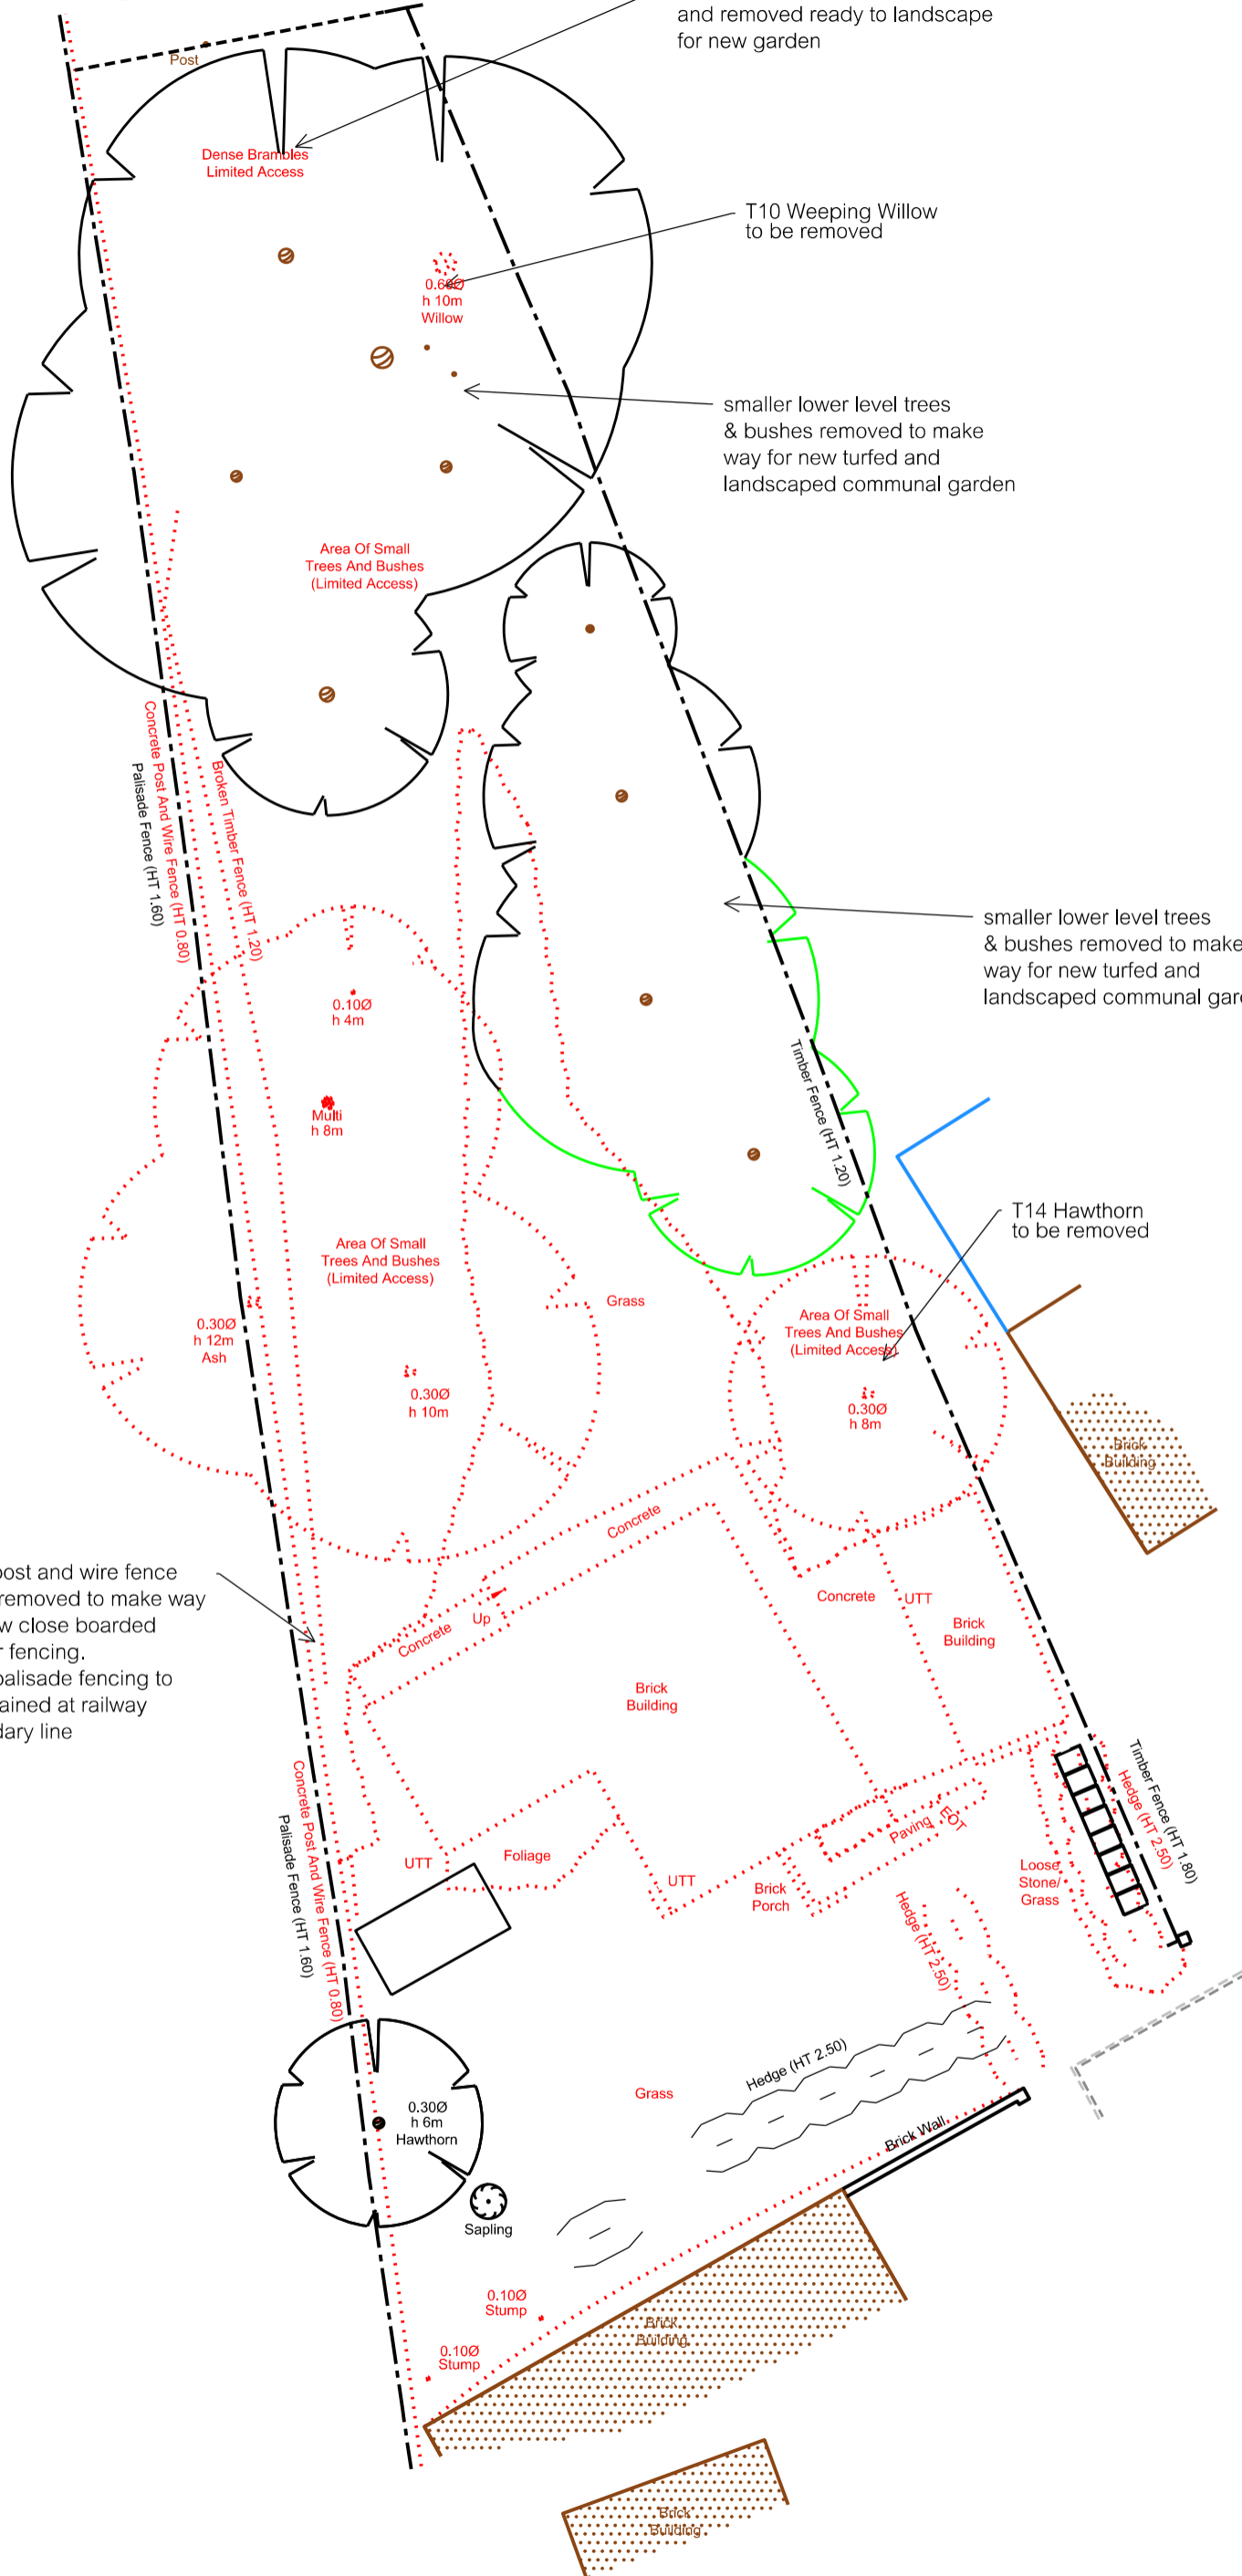 and removed ready to landscape
for new garden
Post
Dense Brambles
Limited Access
T10 Weeping Willow
to be removed
0.60Ø
h 10m
Willow
smaller lower level trees
& bushes removed to make
way for new turfed and
landscaped communal garden
Area Of Small
Trees And Bushes
(Limited Access)
Concrete Post And Wire Fence (HT 0.80)
Palisade Fence (HT 1.60)
Broken Timber Fence (HT 1.20)
smaller lower level trees
& bushes removed to make
way for new turfed and
landscaped communal gar
0.10Ø
h 4m
Multi
h 8m
Timber Fence (HT 1.20)
T14 Hawthorn
to be removed
Area Of Small
Trees And Bushes
(Limited Access)
Grass
Area Of Small
Trees And Bushes
(Limited Access)
0.30Ø
h 12m
Ash
0.30Ø
h 10m
0.30Ø
h 8m
Brick
Building
Concrete
post and wire fence
removed to make way
w close boarded
r fencing.
palisade fencing to
ained at railway
dary line
Concrete
Up
Concrete
UTT
Brick
Building
Brick
Building
Concrete Post And Wire Fence (HT 0.80)
Palisade Fence (HT 1.60)
UTT
Foliage
UTT
Brick
Porch
Paving
EOT
Hedge (HT 2.50)
Loose
Stone/
Grass
Timber Fence (HT 1.80)
Hedge (HT 2.50)
Hedge (HT 2.50)
Grass
Brick Wall
0.30Ø
h 6m
Hawthorn
Sapling
0.10Ø
Stump
0.10Ø
Stump
Brick
Building
Brick
Building